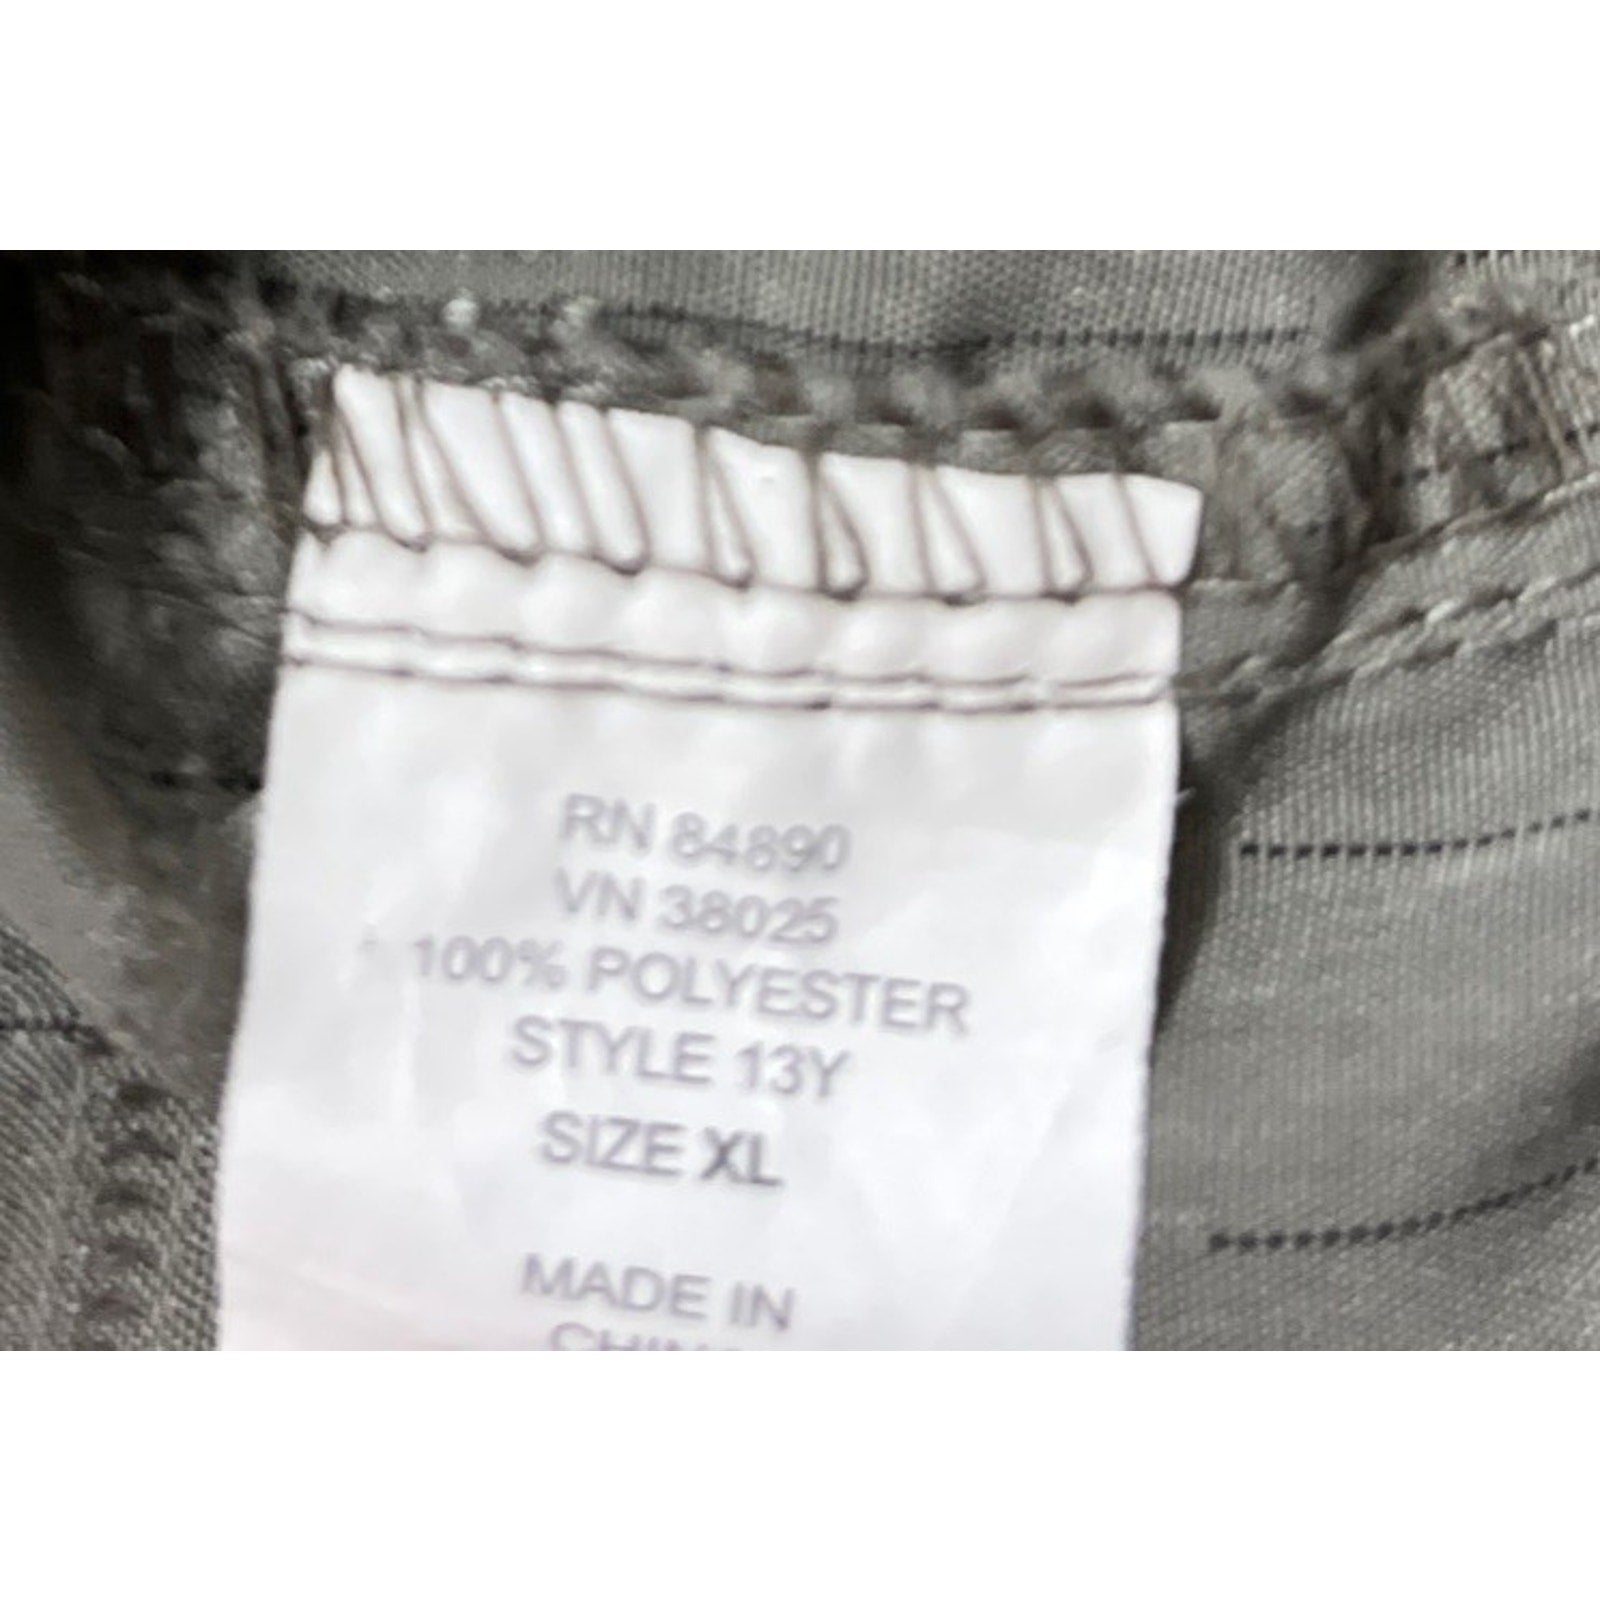 RN 84890
VN 38025
100% POLYESTER
STYLE 13Y
SIZE XL
MADE IN